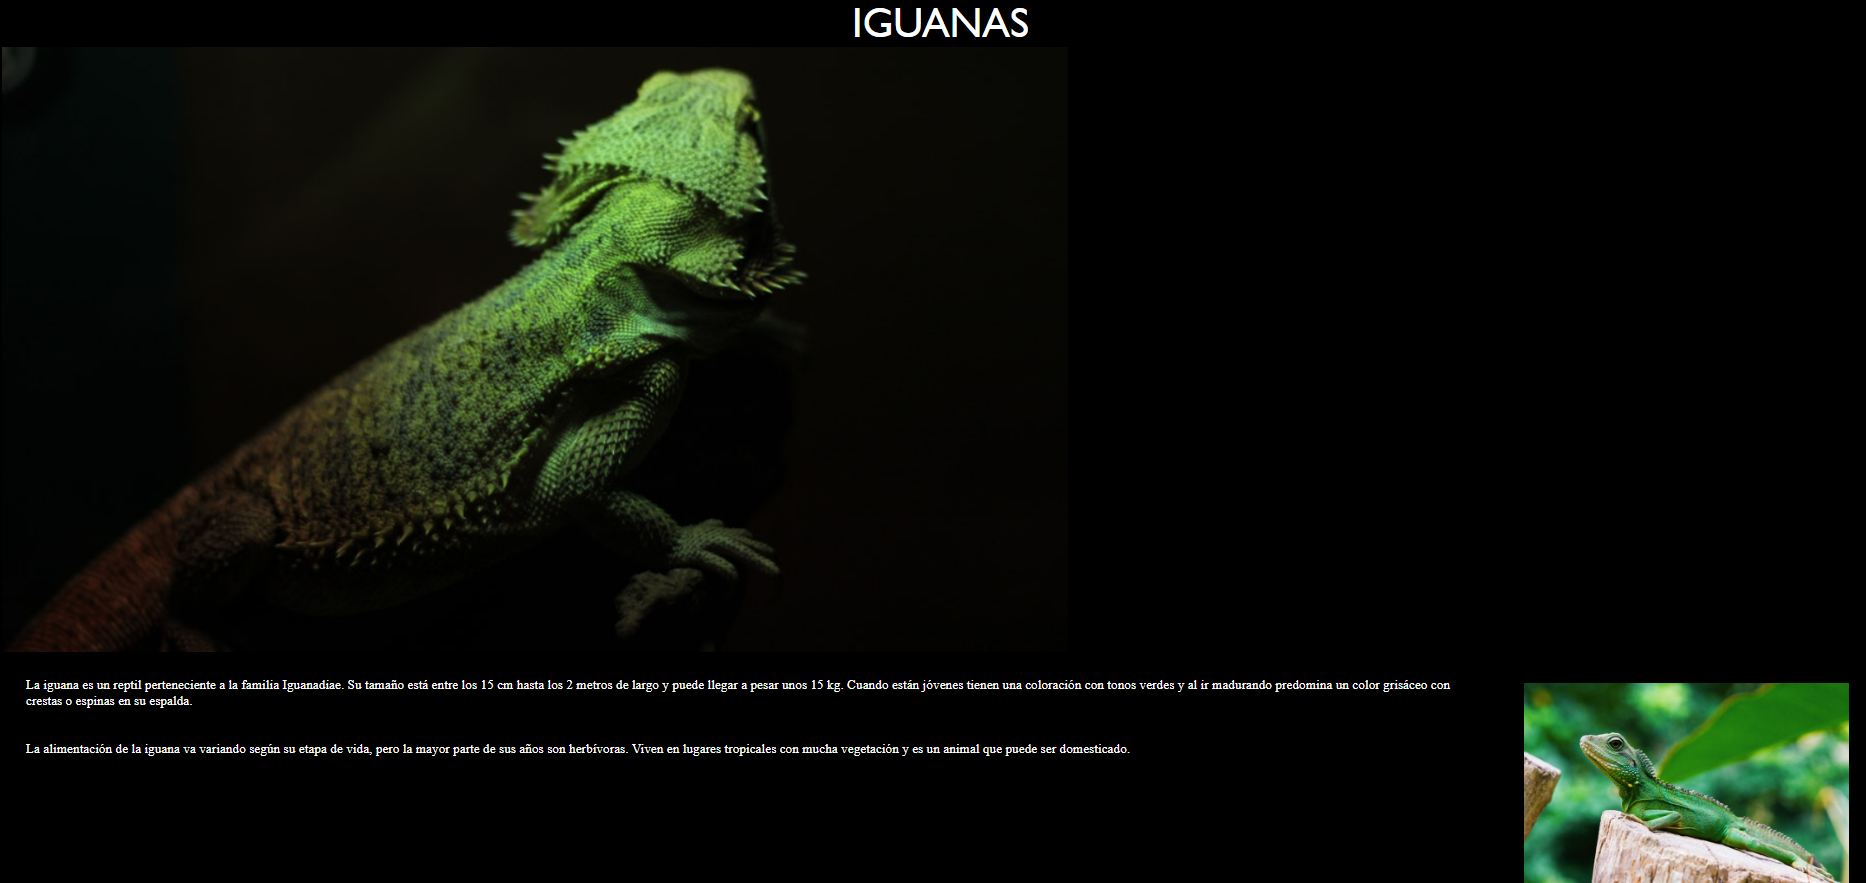 IGUANAS
La iguana es un reptil perteneciente a la familia Iguanadiae. Su tamaño está entre los 15 cm hasta los 2 metros de largo y puede llegar a pesar unos 15 kg. Cuando están jóvenes tienen una coloración con tonos verdes y al ir madurando predomina un color grisáceo con
crestas o espinas en su espalda.
La alimentación de la iguana va variando según su etapa de vida, pero la mayor parte de sus años son herbívoras. Viven en lugares tropicales con mucha vegetación y es un animal que puede ser domesticado.